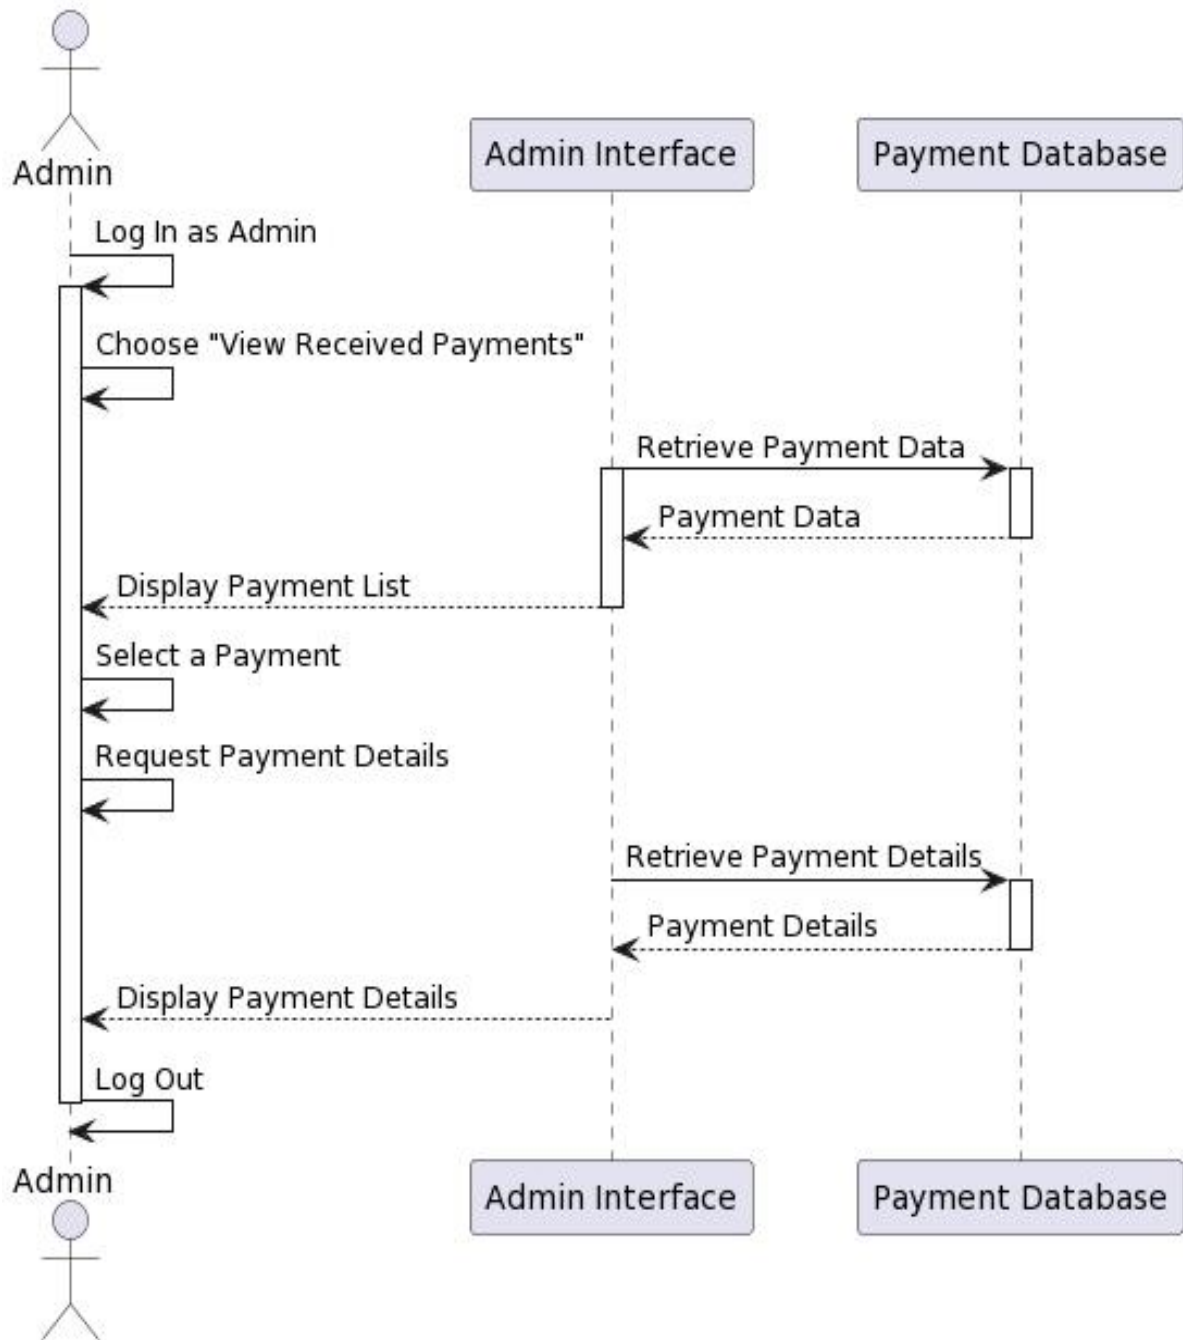 Admin
Admin Interface
Payment Database
Log In as Admin
Choose "View Received Payments"
Retrieve Payment Data
Payment Data
Display Payment List
Select a Payment
Request Payment Details
Retrieve Payment Details
Payment Details
Display Payment Details
Log Out
Admin
Admin Interface
Payment Database